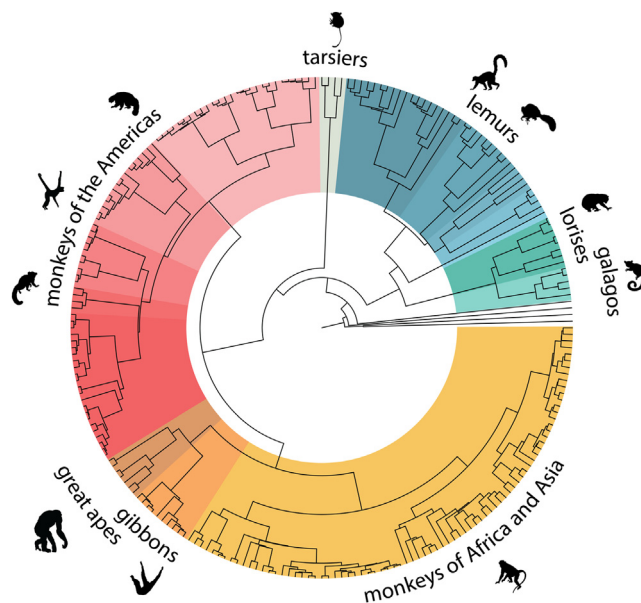 tarsiers
lemurs
lorises
galagos
monkeys of the Americas
great apes
gibbons
monkeys of Africa and Asia